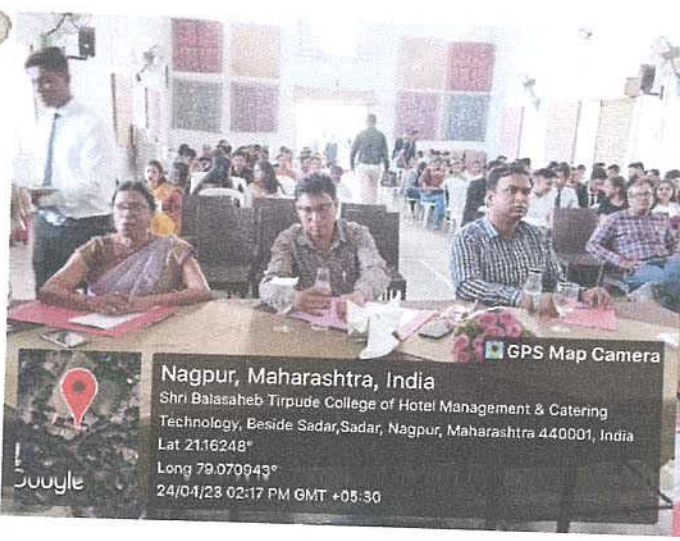 GPS Map Camera
Nagpur, Maharashtra, India
Shri Balasaheb Tirpude College of Hotel Management & Catering
Technology, Beside Sadar,Sadar, Nagpur, Maharashtra 440001, India
Lat 21.16248°
Long 79.070943°
24/04/23 02:17 PM GMT +05:30
Google